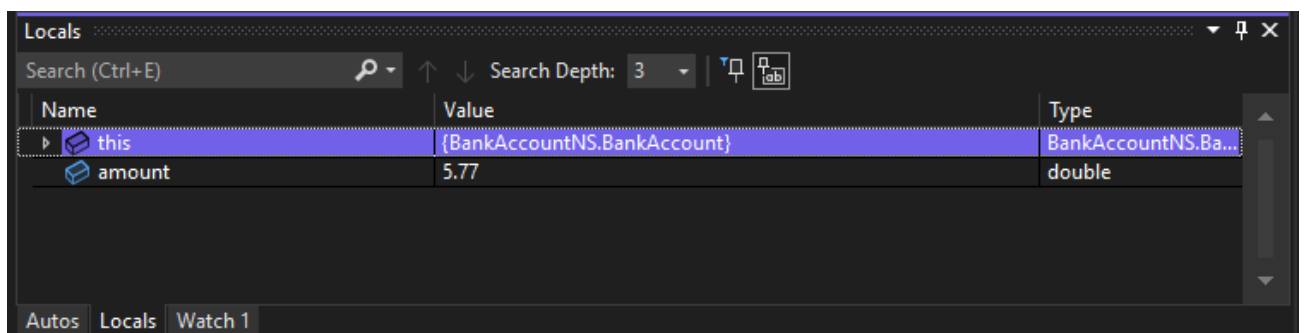 Locals
Search (Ctrl+E) Search Depth: 3 ab
Name Value Type
this {BankAccountNS.BankAccount} BankAccountNS.Ba...
amount 5.77 double
Autos Locals Watch 1